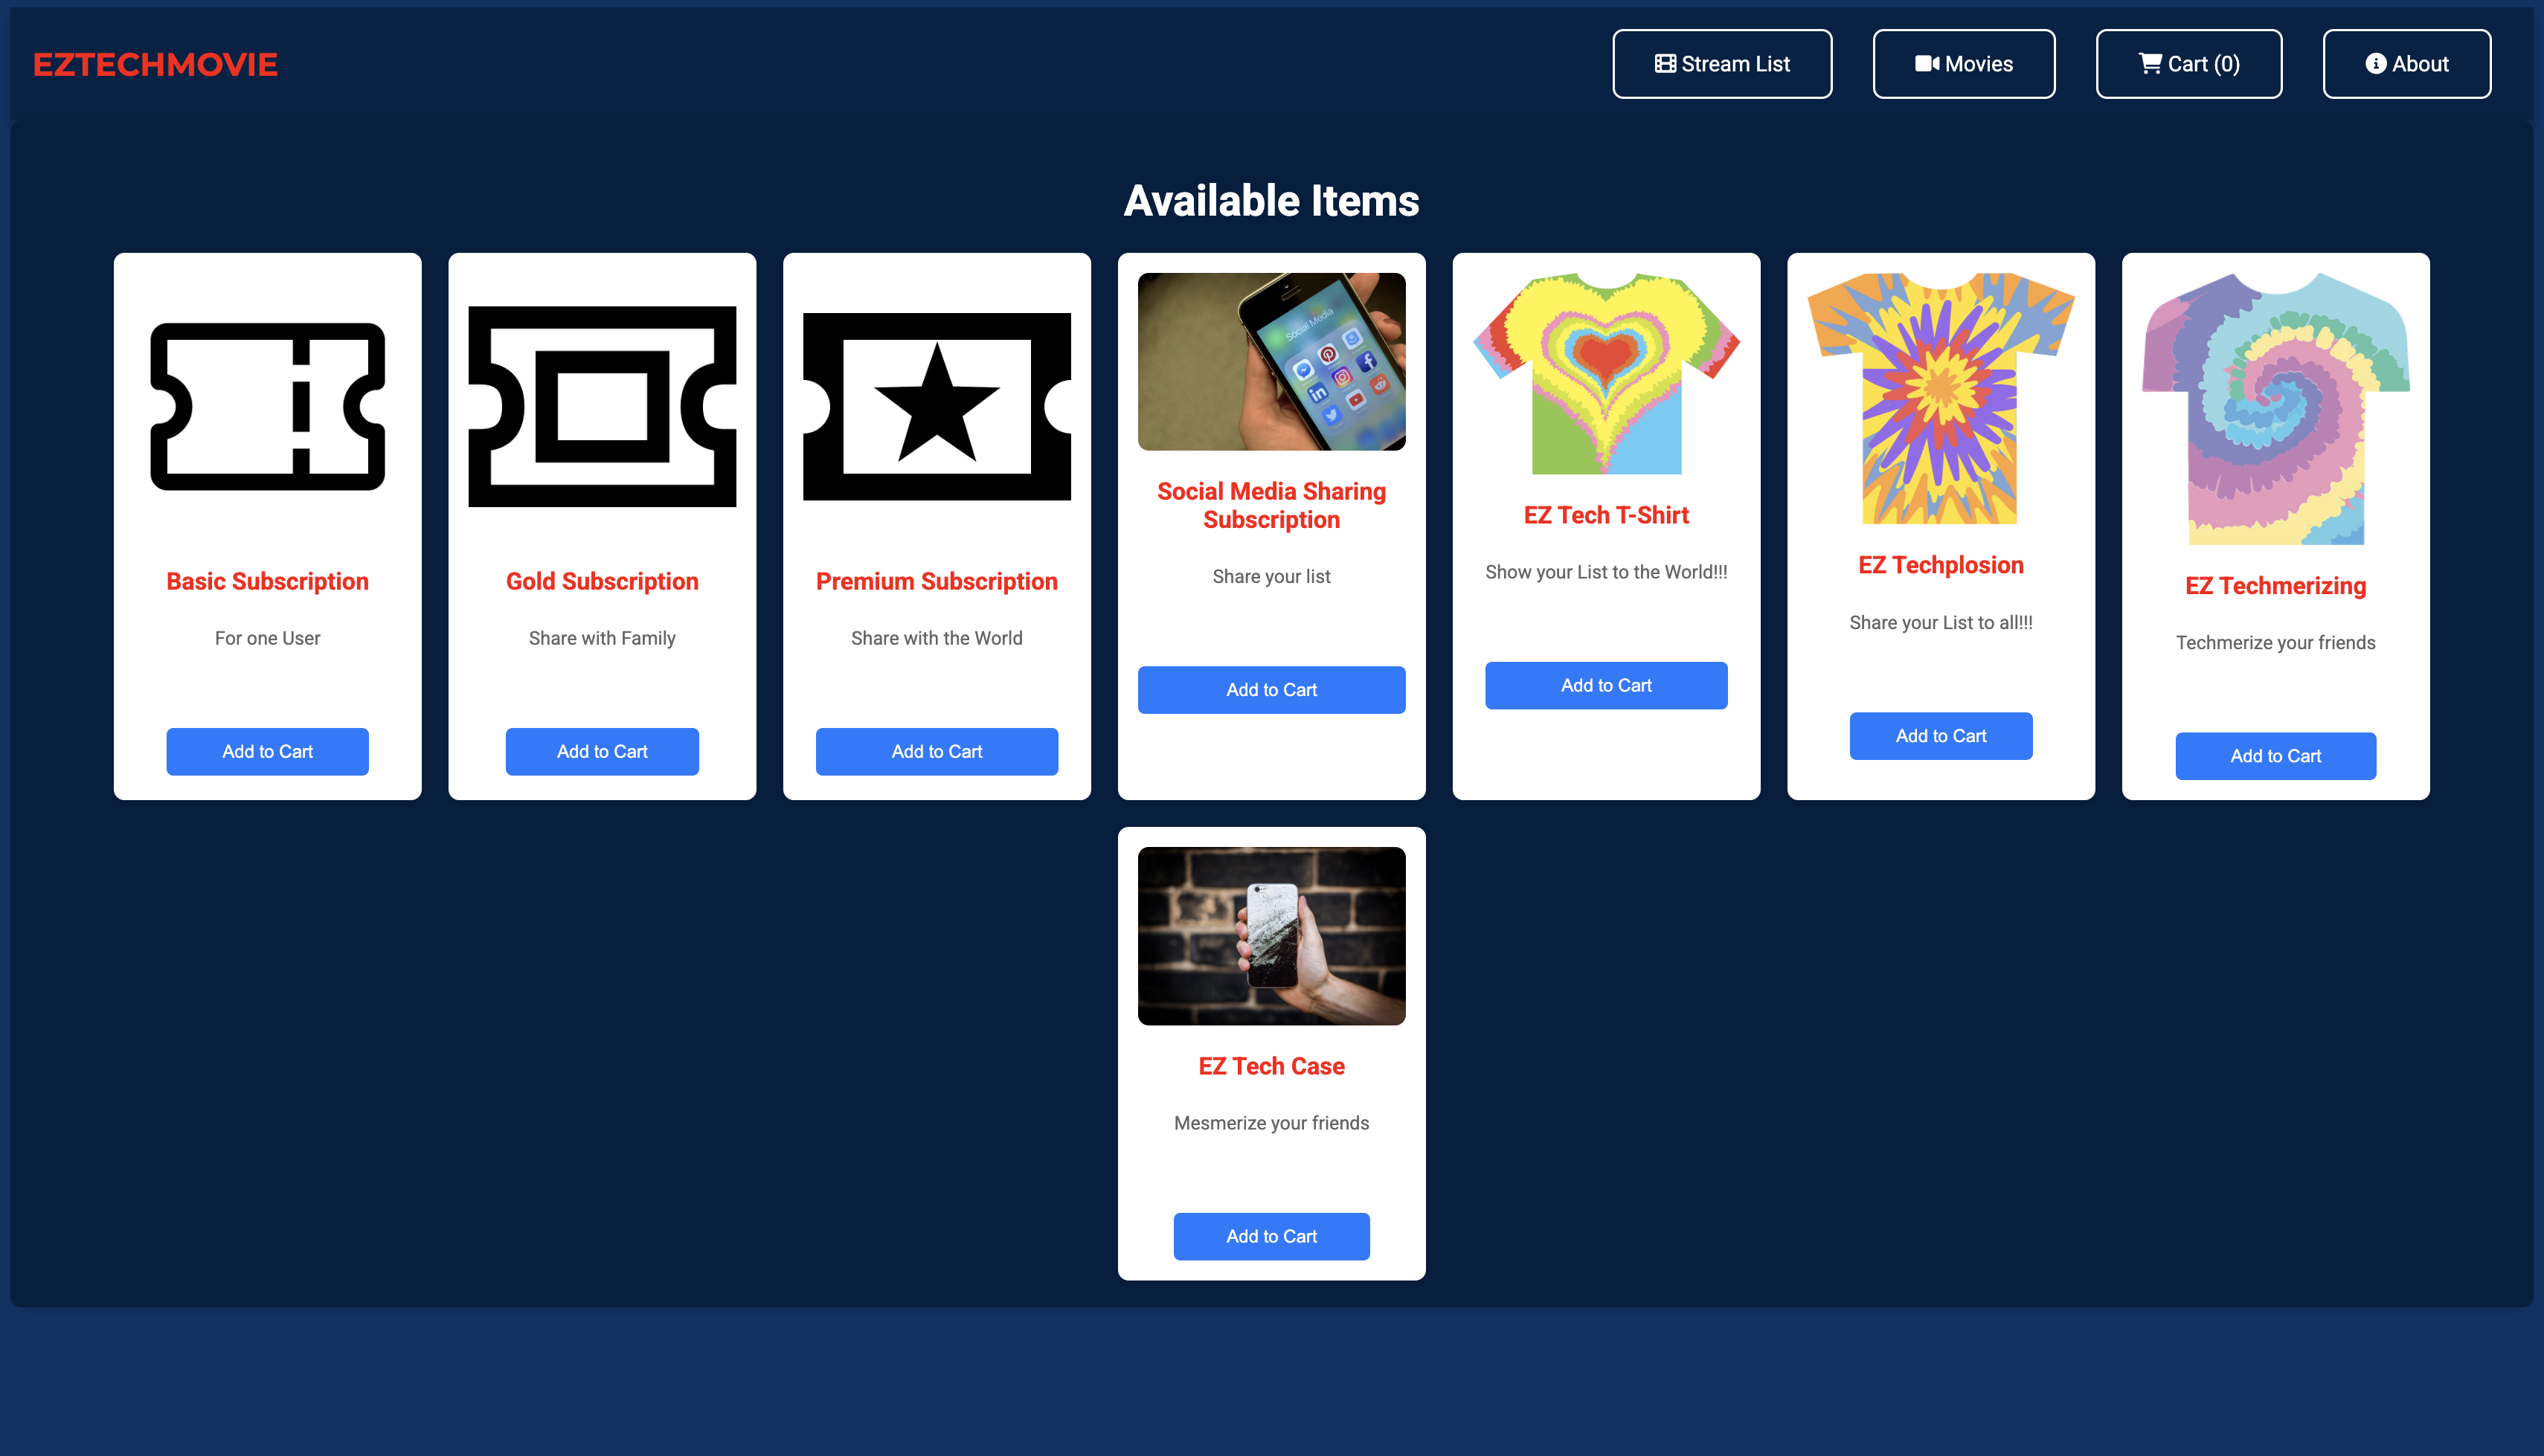 EZTECHMOVIE
Stream List
Movies
Cart (0)
About
Available Items
Social Media
Basic Subscription
For one User
Add to Cart
Gold Subscription
Share with Family
Add to Cart
Premium Subscription
Share with the World
Add to Cart
Social Media Sharing
Subscription
Share your list
Add to Cart
EZ Tech T-Shirt
Show your List to the World!!!
Add to Cart
EZ Techplosion
Share your List to all!!!
Add to Cart
EZ Techmerizing
Techmerize your friends
Add to Cart
EZ Tech Case
Mesmerize your friends
Add to Cart